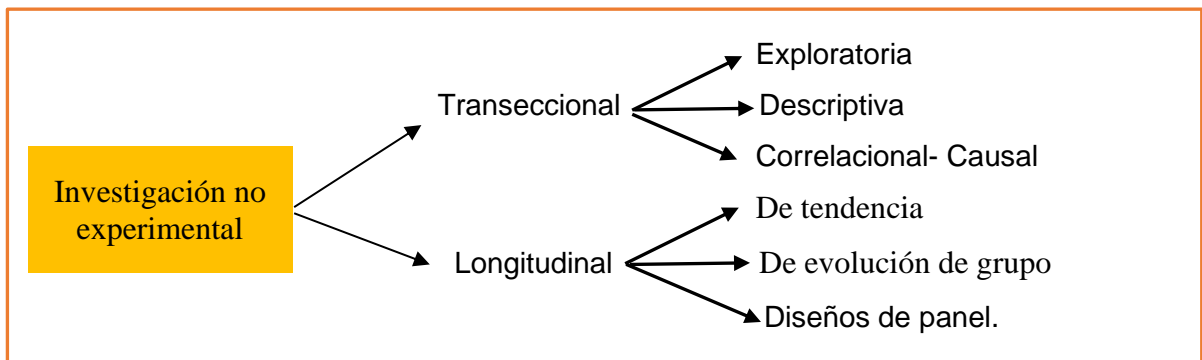 Investigación no
experimental
Transeccional
Exploratoria
Descriptiva
Correlacional- Causal
Longitudinal
De tendencia
De evolución de grupo
Diseños de panel.